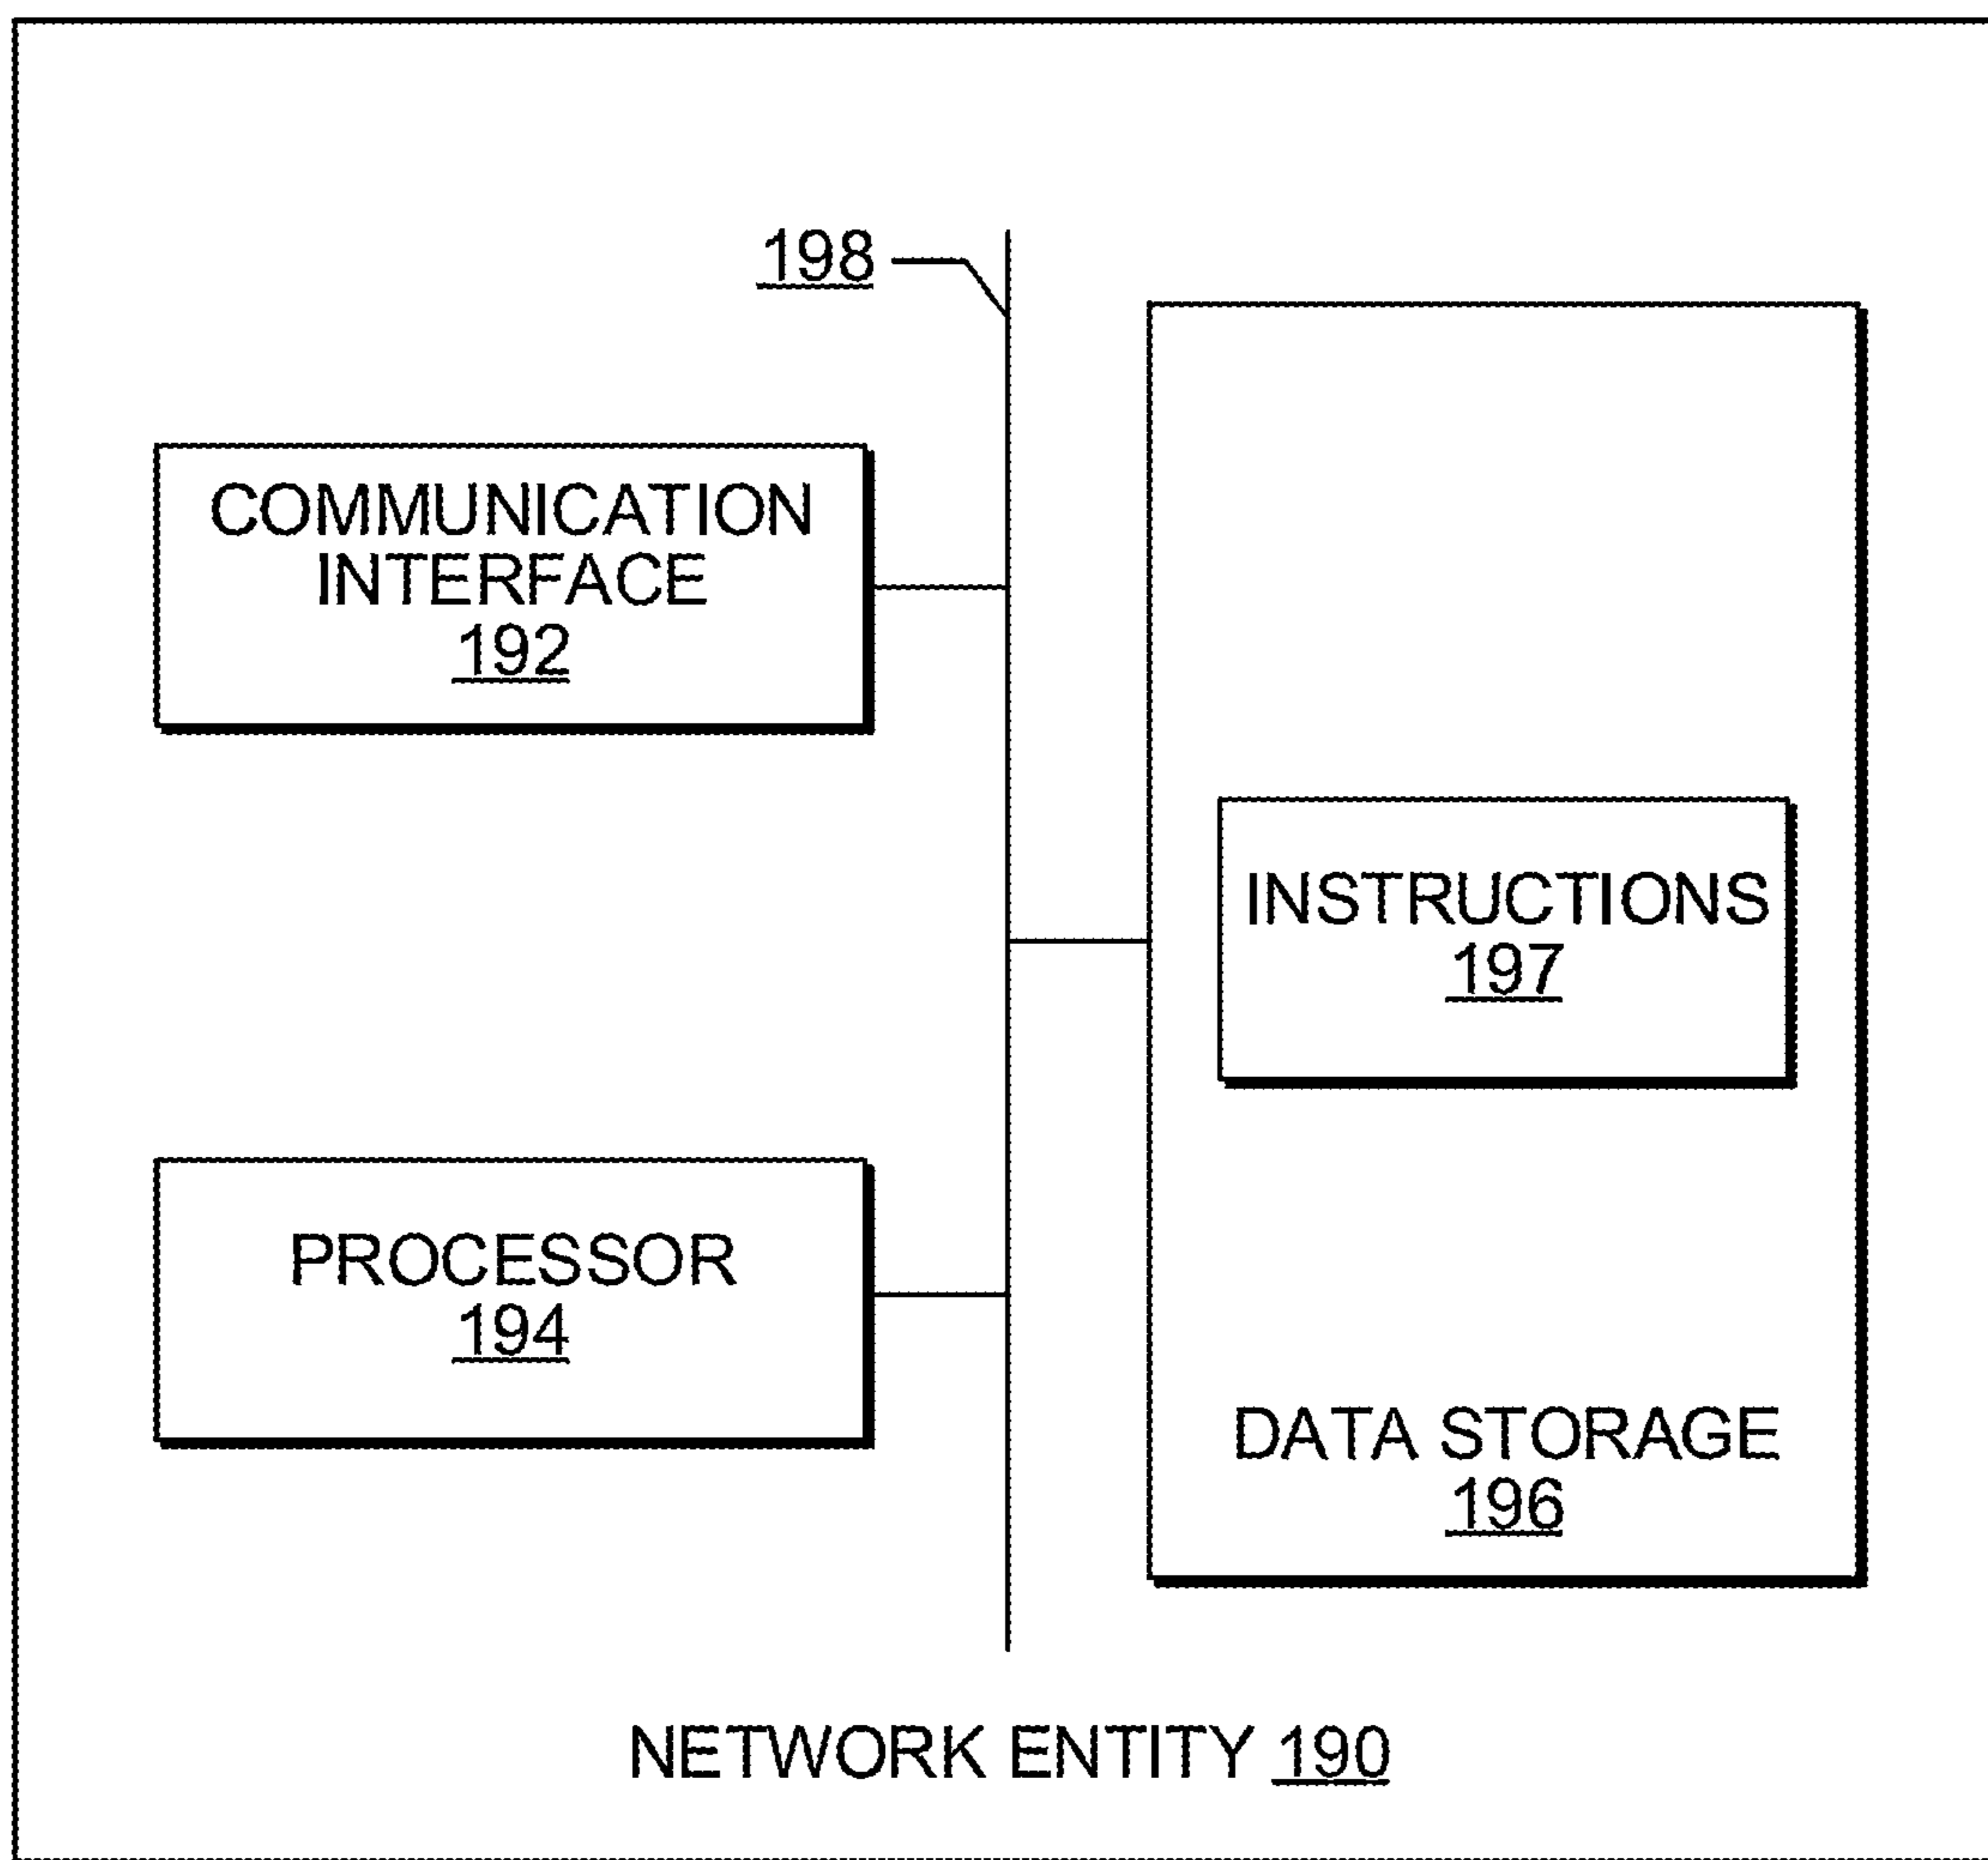 198
COMMUNICATION
INTERFACE
192
INSTRUCTIONS
197
PROCESSOR
194
DATA STORAGE
196
NETWORK ENTITY 190